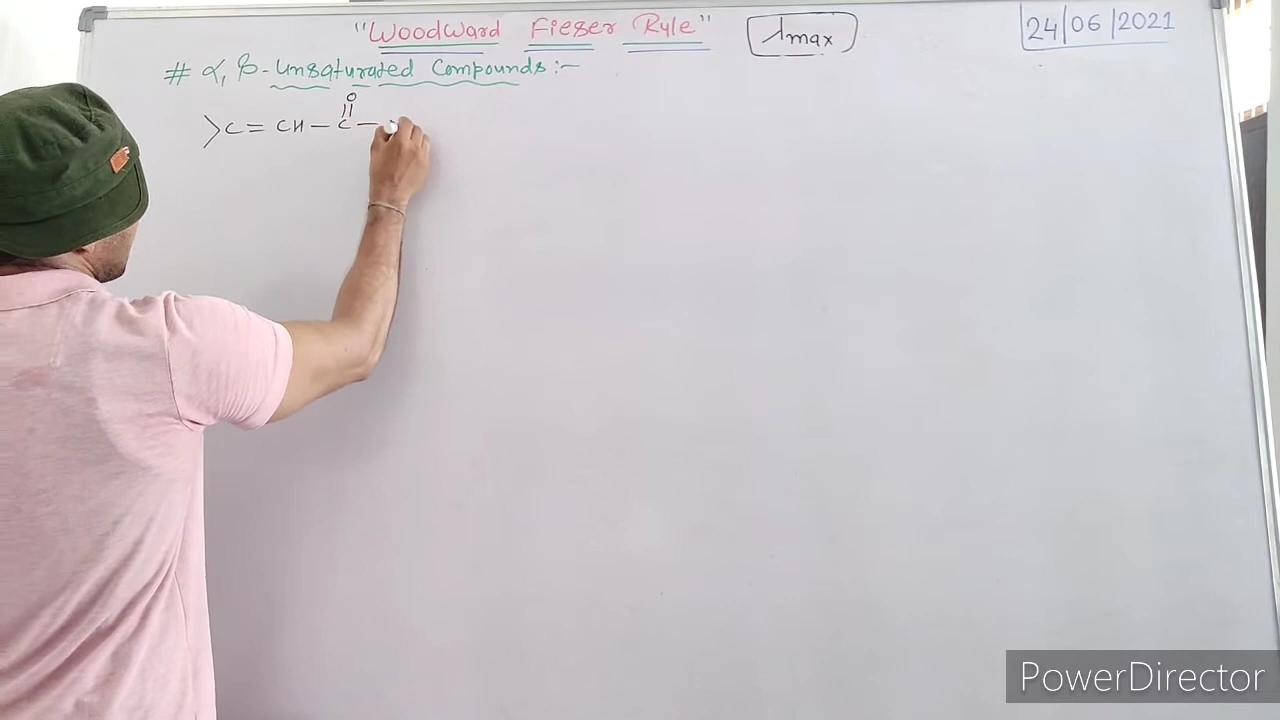 "Woodward Fieser Rule" λmax 24/06/2021
# α, β-Unsaturated Compounds:-
O
>C=CH-C-
PowerDirector